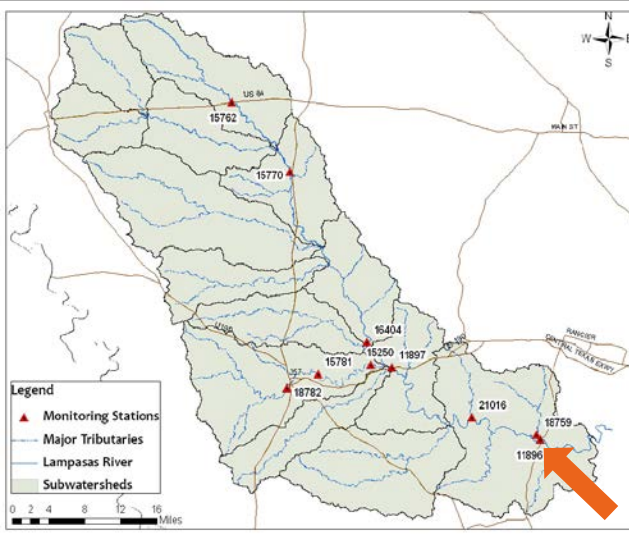 N
W E
S
US 84
15762
MAIN ST
15770
16404
15250
11897
15781
18782
RANCIER
CENTRAL TEXAS EXWY
21016
18759
11896
Legend
Monitoring Stations
Major Tributaries
Lampasas River
Subwatersheds
0 2 4 8 12 16
Miles